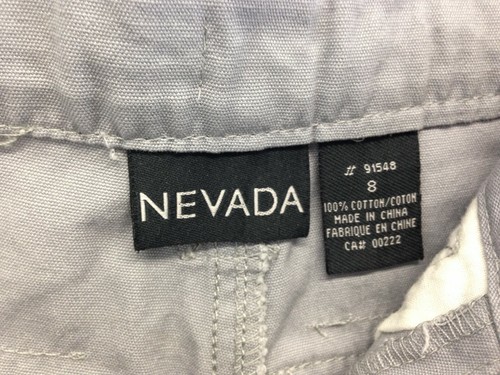 NEVADA
# 91548
8
100% COTTON/COTON
MADE IN CHINA
FABRIQUE EN CHINE
CA# 00222